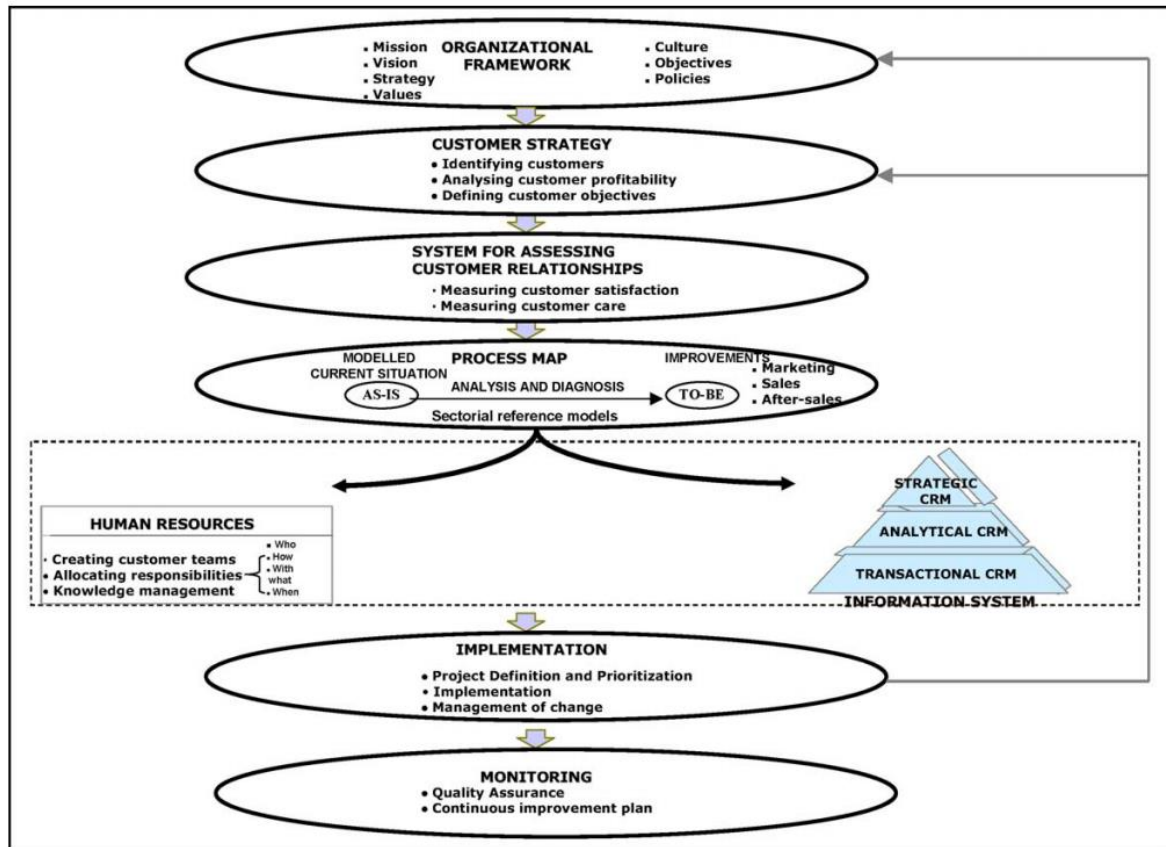 ORGANIZATIONAL
FRAMEWORK
▪ Mission
▪ Vision
▪ Strategy
▪ Values
▪ Culture
▪ Objectives
▪ Policies
CUSTOMER STRATEGY
● Identifying customers
● Analysing customer profitability
● Defining customer objectives
SYSTEM FOR ASSESSING
CUSTOMER RELATIONSHIPS
· Measuring customer satisfaction
· Measuring customer care
PROCESS MAP
MODELLED
CURRENT SITUATION
AS-IS
ANALYSIS AND DIAGNOSIS
Sectorial reference models
IMPROVEMENTS
TO-BE
▪ Marketing
▪ Sales
▪ After-sales
HUMAN RESOURCES
· Creating customer teams
● Allocating responsibilities
● Knowledge management
▪ Who
● How
● With
what
● When
STRATEGIC
CRM
ANALYTICAL CRM
TRANSACTIONAL CRM
INFORMATION SYSTEM
IMPLEMENTATION
● Project Definition and Prioritization
• Implementation
● Management of change
MONITORING
● Quality Assurance
● Continuous improvement plan